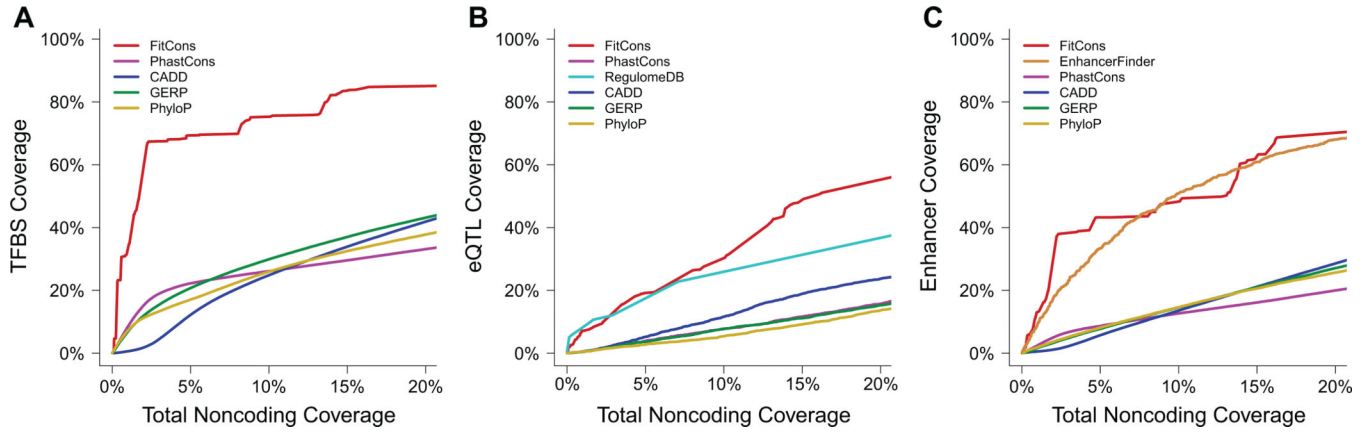 A
TFBS Coverage
100%
80%
60%
40%
20%
0%
FitCons
PhastCons
CADD
GERP
PhyloP
0% 5% 10% 15% 20%
Total Noncoding Coverage
B
eQTL Coverage
100%
80%
60%
40%
20%
0%
FitCons
PhastCons
RegulomeDB
CADD
GERP
PhyloP
0% 5% 10% 15% 20%
Total Noncoding Coverage
C
Enhancer Coverage
100%
80%
60%
40%
20%
0%
FitCons
EnhancerFinder
PhastCons
CADD
GERP
PhyloP
0% 5% 10% 15% 20%
Total Noncoding Coverage